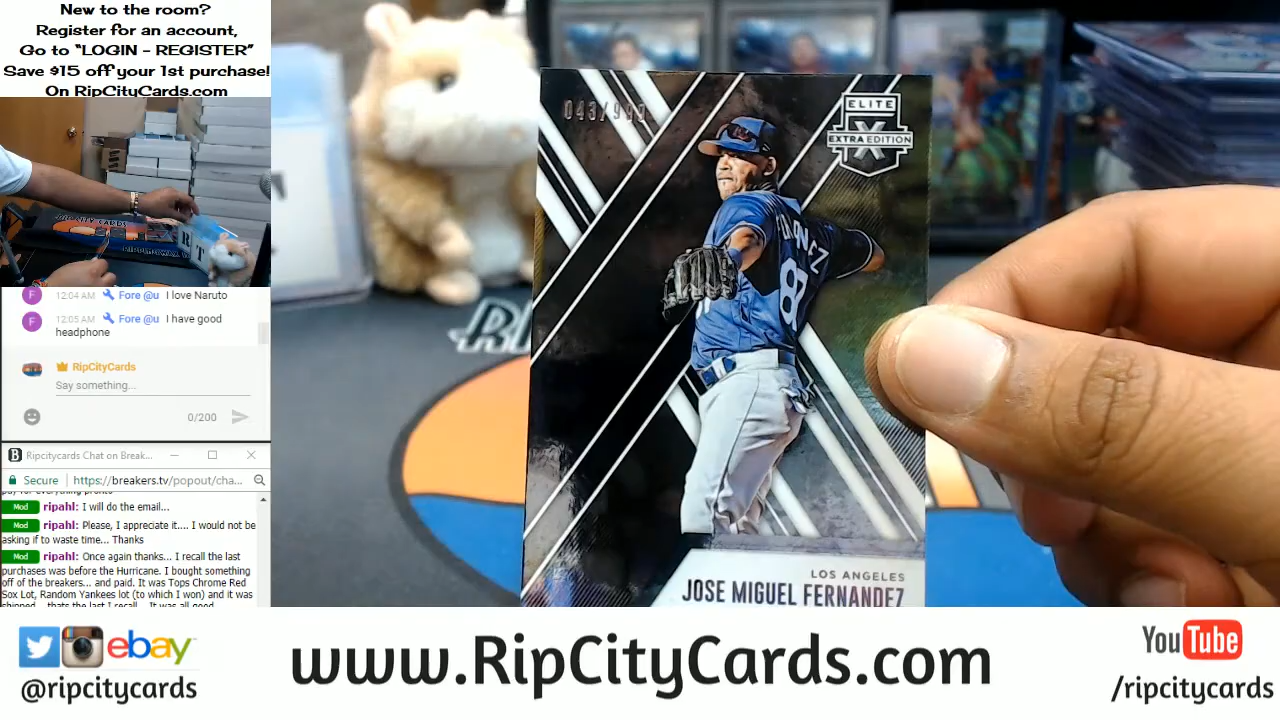 New to the room?
Register for an account,
Go to "LOGIN - REGISTER"
Save $15 off your 1st purchase!
On RipCityCards.com
12:04 AM Fore @u I love Naruto
12:05 AM Fore @u I have good
headphone
RipCityCards
Say something...
0/200
Ripcitycards Chat on Break...
Secure https://breakers.tv/popout/cha...
Mod ripahl: I will do the email...
Mod ripahl: Please, I appreciate it.... I would not be
asking if to waste time... Thanks
Mod ripahl: Once again thanks... I recall the last
purchases was before the Hurricane. I bought something
off of the breakers... and paid. It was Tops Chrome Red
Sox Lot, Random Yankees lot (to which I won) and it was
ELITE
X
EXTRA EDITION
87
LOS ANGELES
JOSE MIGUEL FERNANDEZ
ebay
@ripcitycards
www.RipCityCards.com
YouTube
/ripcitycards